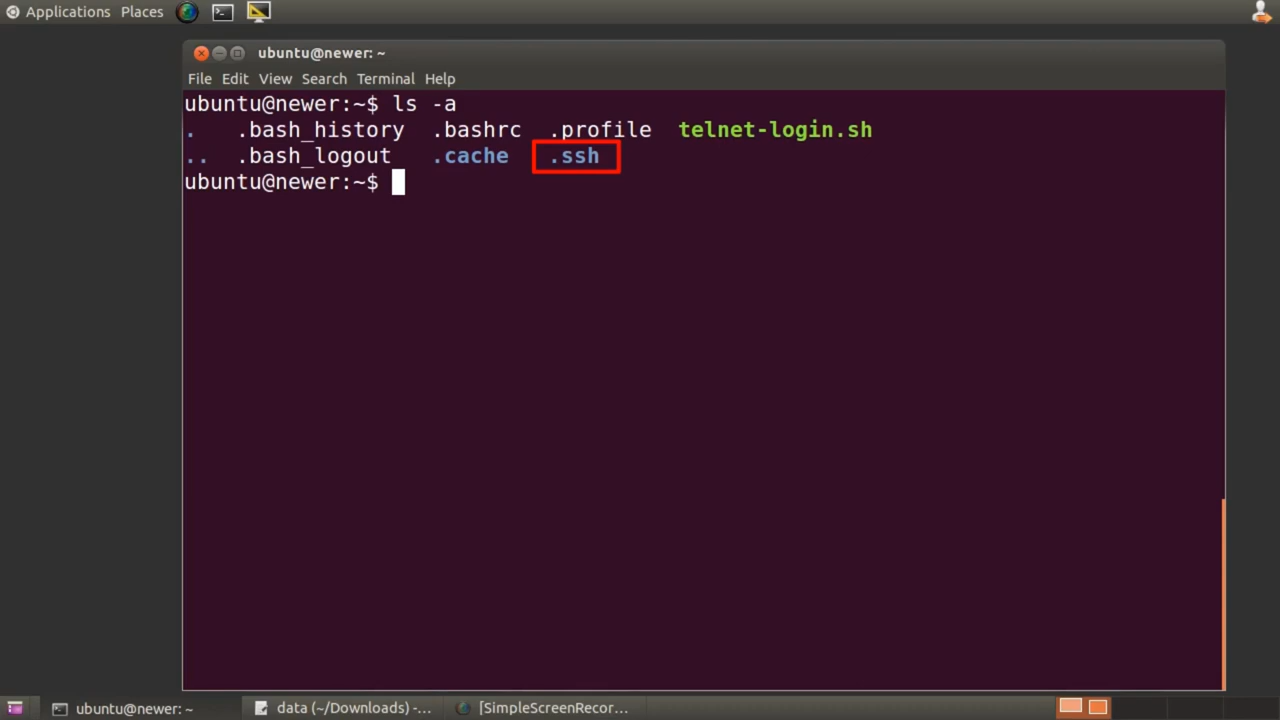 Applications Places
ubuntu@newer: ~
File Edit View Search Terminal Help
ubuntu@newer:~$ ls -a
. .bash_history .bashrc .profile telnet-login.sh
.. .bash_logout .cache .ssh
ubuntu@newer:~$
ubuntu@newer: ~ data (~/Downloads) -... [SimpleScreenRecor...